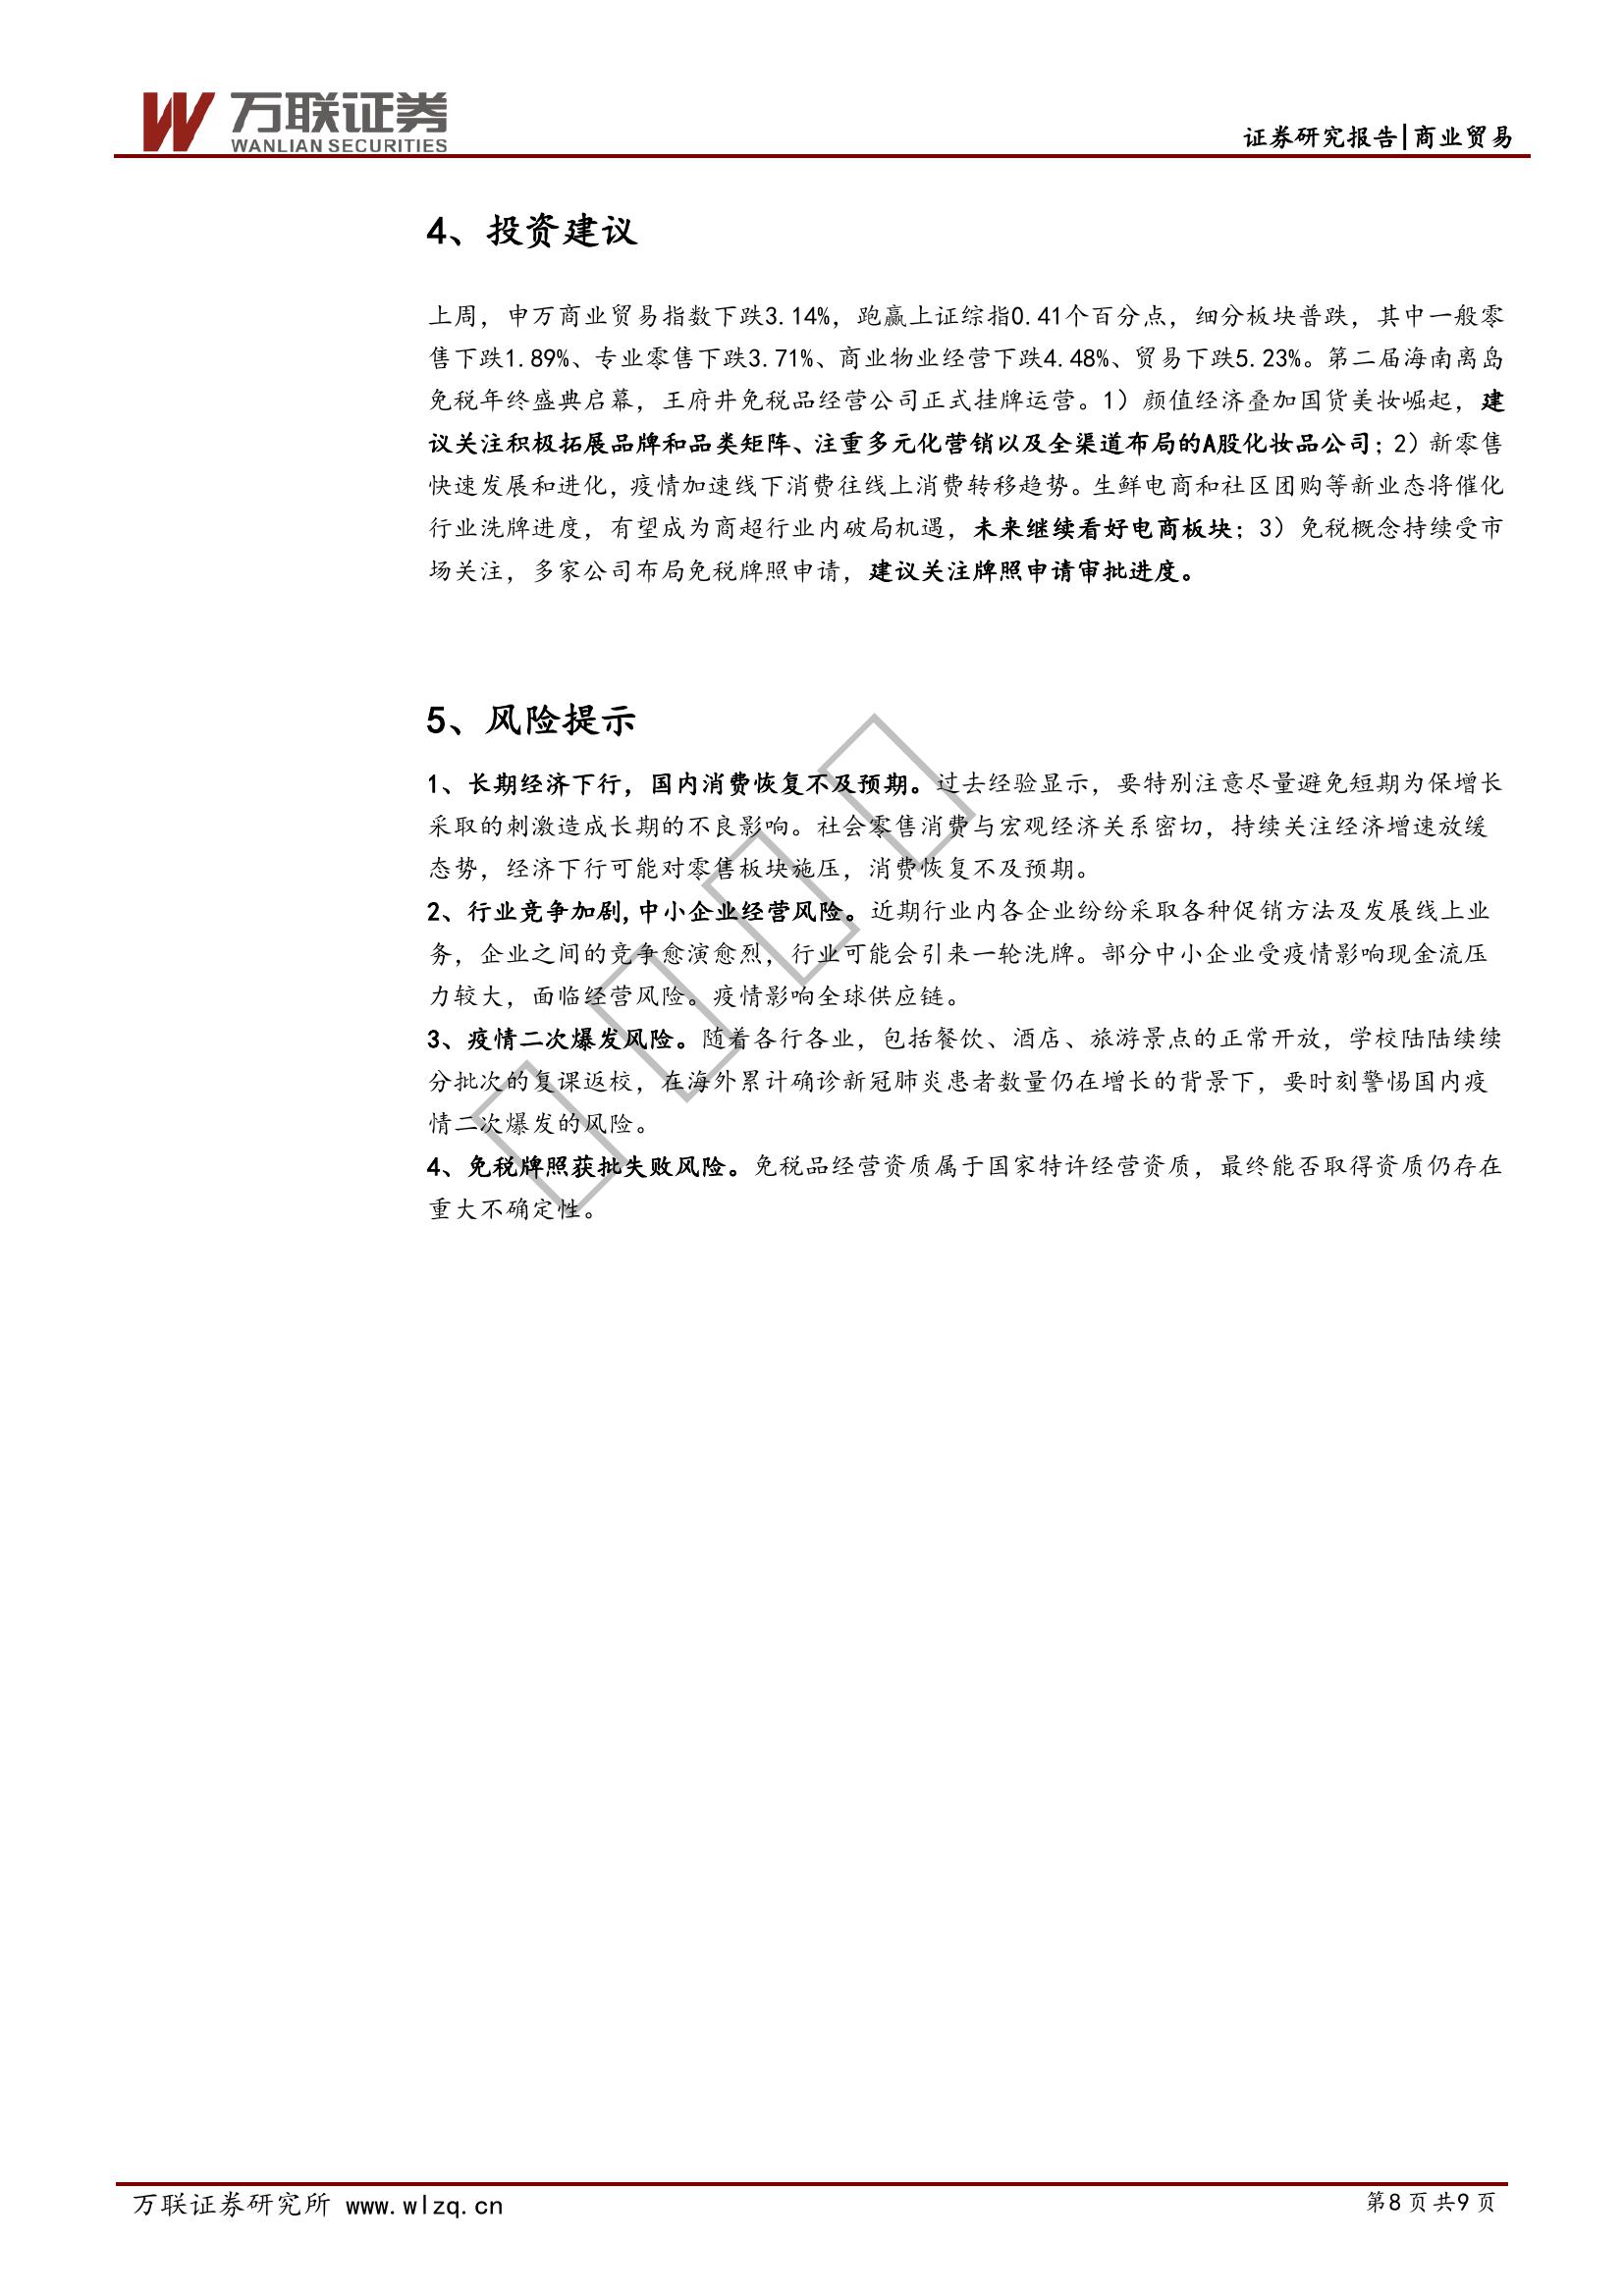 万联证券
WANLIAN SECURITIES
证券研究报告|商业贸易
4、投资建议
上周，申万商业贸易指数下跌3.14%，跑赢上证综指0.41个百分点，细分板块普跌，其中一般零
售下跌1.89%、专业零售下跌3.71%、商业物业经营下跌4.48%、贸易下跌5.23%。第二届海南离岛
免税年终盛典启幕，王府井免税品经营公司正式挂牌运营。1）颜值经济叠加国货美妆崛起，建
议关注积极拓展品牌和品类矩阵、注重多元化营销以及全渠道布局的A股化妆品公司；2）新零售
快速发展和进化，疫情加速线下消费往线上消费转移趋势。生鲜电商和社区团购等新业态将催化
行业洗牌进度，有望成为商超行业内破局机遇，未来继续看好电商板块；3）免税概念持续受市
场关注，多家公司布局免税牌照申请，建议关注牌照申请审批进度。
5、风险提示
1、长期经济下行，国内消费恢复不及预期。过去经验显示，要特别注意尽量避免短期为保增长
采取的刺激造成长期的不良影响。社会零售消费与宏观经济关系密切，持续关注经济增速放缓
态势，经济下行可能对零售板块施压，消费恢复不及预期。
2、行业竞争加剧,中小企业经营风险。近期行业内各企业纷纷采取各种促销方法及发展线上业
务，企业之间的竞争愈演愈烈，行业可能会引来一轮洗牌。部分中小企业受疫情影响现金流压
力较大，面临经营风险。疫情影响全球供应链。
3、疫情二次爆发风险。随着各行各业，包括餐饮、酒店、旅游景点的正常开放，学校陆陆续续
分批次的复课返校，在海外累计确诊新冠肺炎患者数量仍在增长的背景下，要时刻警惕国内疫
情二次爆发的风险。
4、免税牌照获批失败风险。免税品经营资质属于国家特许经营资质，最终能否取得资质仍存在
重大不确定性。
万联证券研究所 www.wlzq.cn
第8页共9页